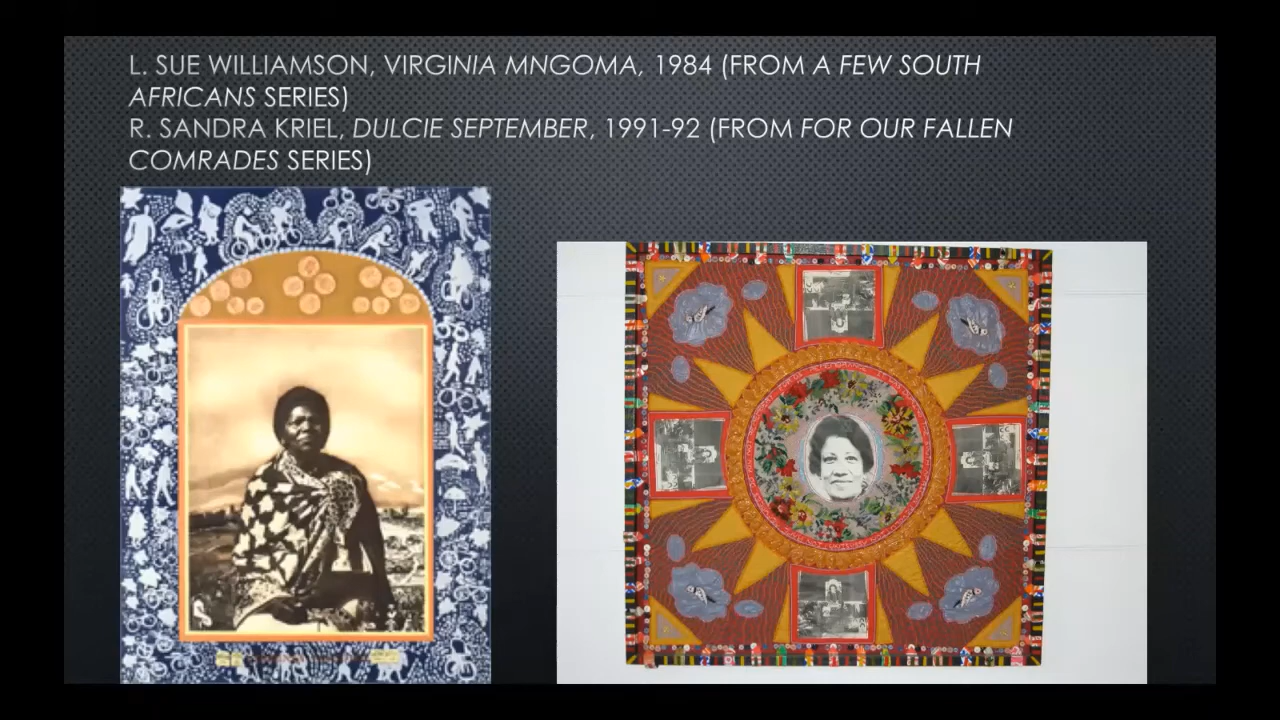 L. SUE WILLIAMSON, VIRGINIA MNGOMA, 1984 (FROM A FEW SOUTH
AFRICANS SERIES)
R. SANDRA KRIEL, DULCIE SEPTEMBER, 1991-92 (FROM FOR OUR FALLEN
COMRADES SERIES)